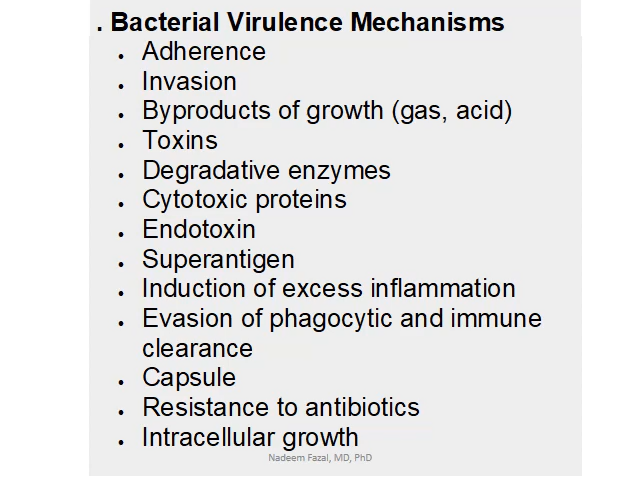 . Bacterial Virulence Mechanisms
• Adherence
• Invasion
• Byproducts of growth (gas, acid)
• Toxins
• Degradative enzymes
• Cytotoxic proteins
• Endotoxin
• Superantigen
• Induction of excess inflammation
• Evasion of phagocytic and immune
clearance
• Capsule
• Resistance to antibiotics
• Intracellular growth
Nadeem Fazal, MD, PhD